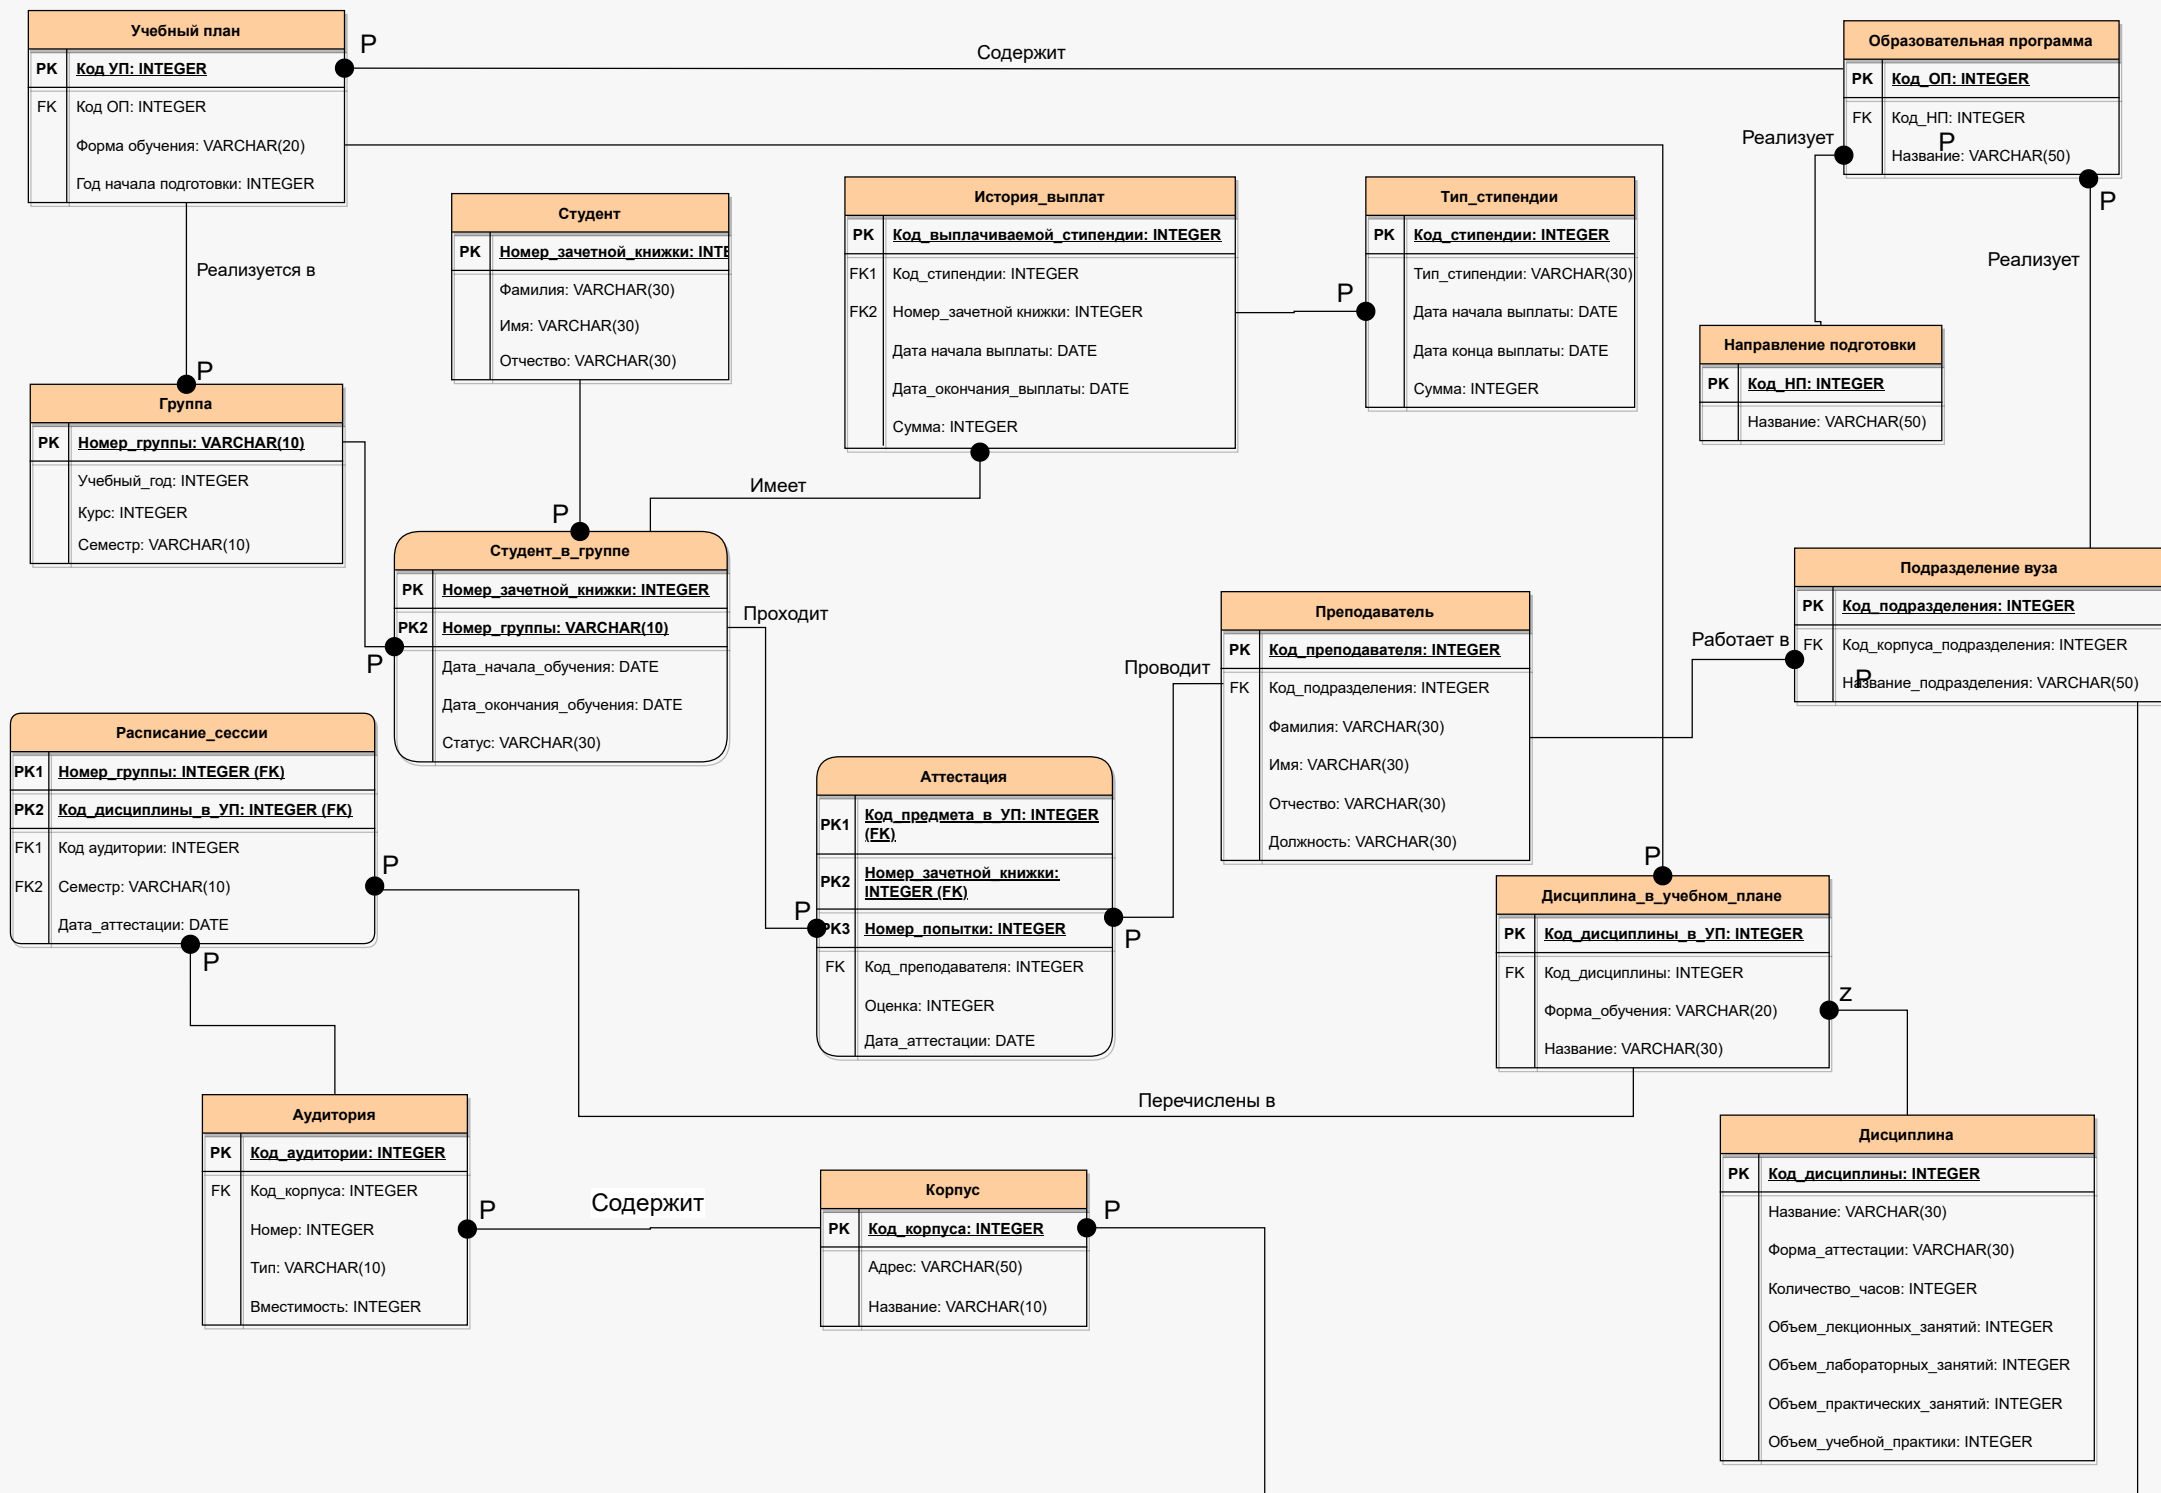 Учебный план
PK Код УП: INTEGER
FK Код ОП: INTEGER
Форма обучения: VARCHAR(20)
Год начала подготовки: INTEGER
P
Содержит
Образовательная программа
PK Код_ОП: INTEGER
FK Код_НП: INTEGER
P
Название: VARCHAR(50)
Реализует
P
Реализует
Студент
PK Номер_зачетной_книжки: INTE
Фамилия: VARCHAR(30)
Имя: VARCHAR(30)
Отчество: VARCHAR(30)
История_выплат
PK Код_выплачиваемой_стипендии: INTEGER
FK1 Код_стипендии: INTEGER
FK2 Номер_зачетной книжки: INTEGER
Дата начала выплаты: DATE
Дата_окончания_выплаты: DATE
Сумма: INTEGER
P
Тип_стипендии
PK Код_стипендии: INTEGER
Тип_стипендии: VARCHAR(30)
Дата начала выплаты: DATE
Дата конца выплаты: DATE
Сумма: INTEGER
Направление подготовки
PK Код_НП: INTEGER
Название: VARCHAR(50)
Реализуется в
P
Группа
PK Номер_группы: VARCHAR(10)
Учебный_год: INTEGER
Курс: INTEGER
Семестр: VARCHAR(10)
Имеет
P
P
Студент_в_группе
PK Номер_зачетной_книжки: INTEGER
PK2 Номер_группы: VARCHAR(10)
Дата_начала_обучения: DATE
Дата_окончания_обучения: DATE
Статус: VARCHAR(30)
Проходит
Проводит
Преподаватель
PK Код_преподавателя: INTEGER
FK Код_подразделения: INTEGER
Фамилия: VARCHAR(30)
Имя: VARCHAR(30)
Отчество: VARCHAR(30)
Должность: VARCHAR(30)
Работает в
Подразделение вуза
PK Код_подразделения: INTEGER
FK Код_корпуса_подразделения: INTEGER
P
Название_подразделения: VARCHAR(50)
Расписание_сессии
PK1 Номер_группы: INTEGER (FK)
PK2 Код_дисциплины_в_УП: INTEGER (FK)
FK1 Код аудитории: INTEGER
FK2 Семестр: VARCHAR(10)
Дата_аттестации: DATE
P
P
Аттестация
PK1 Код_предмета_в_УП: INTEGER
(FK)
PK2 Номер_зачетной_книжки:
INTEGER (FK)
PK3 Номер_попытки: INTEGER
FK Код_преподавателя: INTEGER
Оценка: INTEGER
Дата_аттестации: DATE
P
P
P
Дисциплина_в_учебном_плане
PK Код_дисциплины_в_УП: INTEGER
FK Код_дисциплины: INTEGER
Форма_обучения: VARCHAR(20)
Название: VARCHAR(30)
Z
Перечислены в
Аудитория
PK Код_аудитории: INTEGER
FK Код_корпуса: INTEGER
Номер: INTEGER
Тип: VARCHAR(10)
Вместимость: INTEGER
P
Содержит
Корпус
PK Код_корпуса: INTEGER
Адрес: VARCHAR(50)
Название: VARCHAR(10)
P
Дисциплина
PK Код_дисциплины: INTEGER
Название: VARCHAR(30)
Форма_аттестации: VARCHAR(30)
Количество_часов: INTEGER
Объем_лекционных_занятий: INTEGER
Объем_лабораторных_занятий: INTEGER
Объем_практических_занятий: INTEGER
Объем_учебной_практики: INTEGER